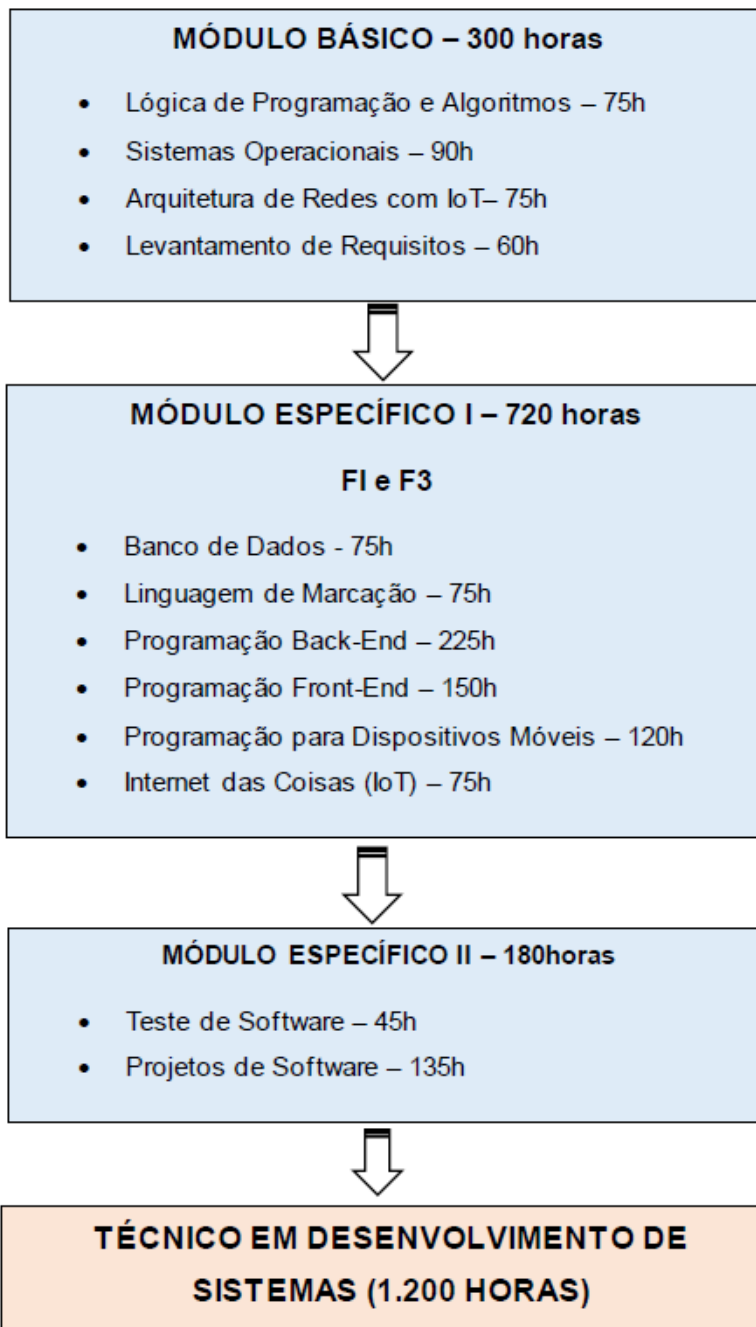 MÓDULO BÁSICO – 300 horas
• Lógica de Programação e Algoritmos – 75h
• Sistemas Operacionais – 90h
• Arquitetura de Redes com IoT– 75h
• Levantamento de Requisitos – 60h
MÓDULO ESPECÍFICO I – 720 horas
FI e F3
• Banco de Dados - 75h
• Linguagem de Marcação – 75h
• Programação Back-End – 225h
• Programação Front-End – 150h
• Programação para Dispositivos Móveis – 120h
• Internet das Coisas (IoT) – 75h
MÓDULO ESPECÍFICO II – 180horas
• Teste de Software – 45h
• Projetos de Software – 135h
TÉCNICO EM DESENVOLVIMENTO DE
SISTEMAS (1.200 HORAS)